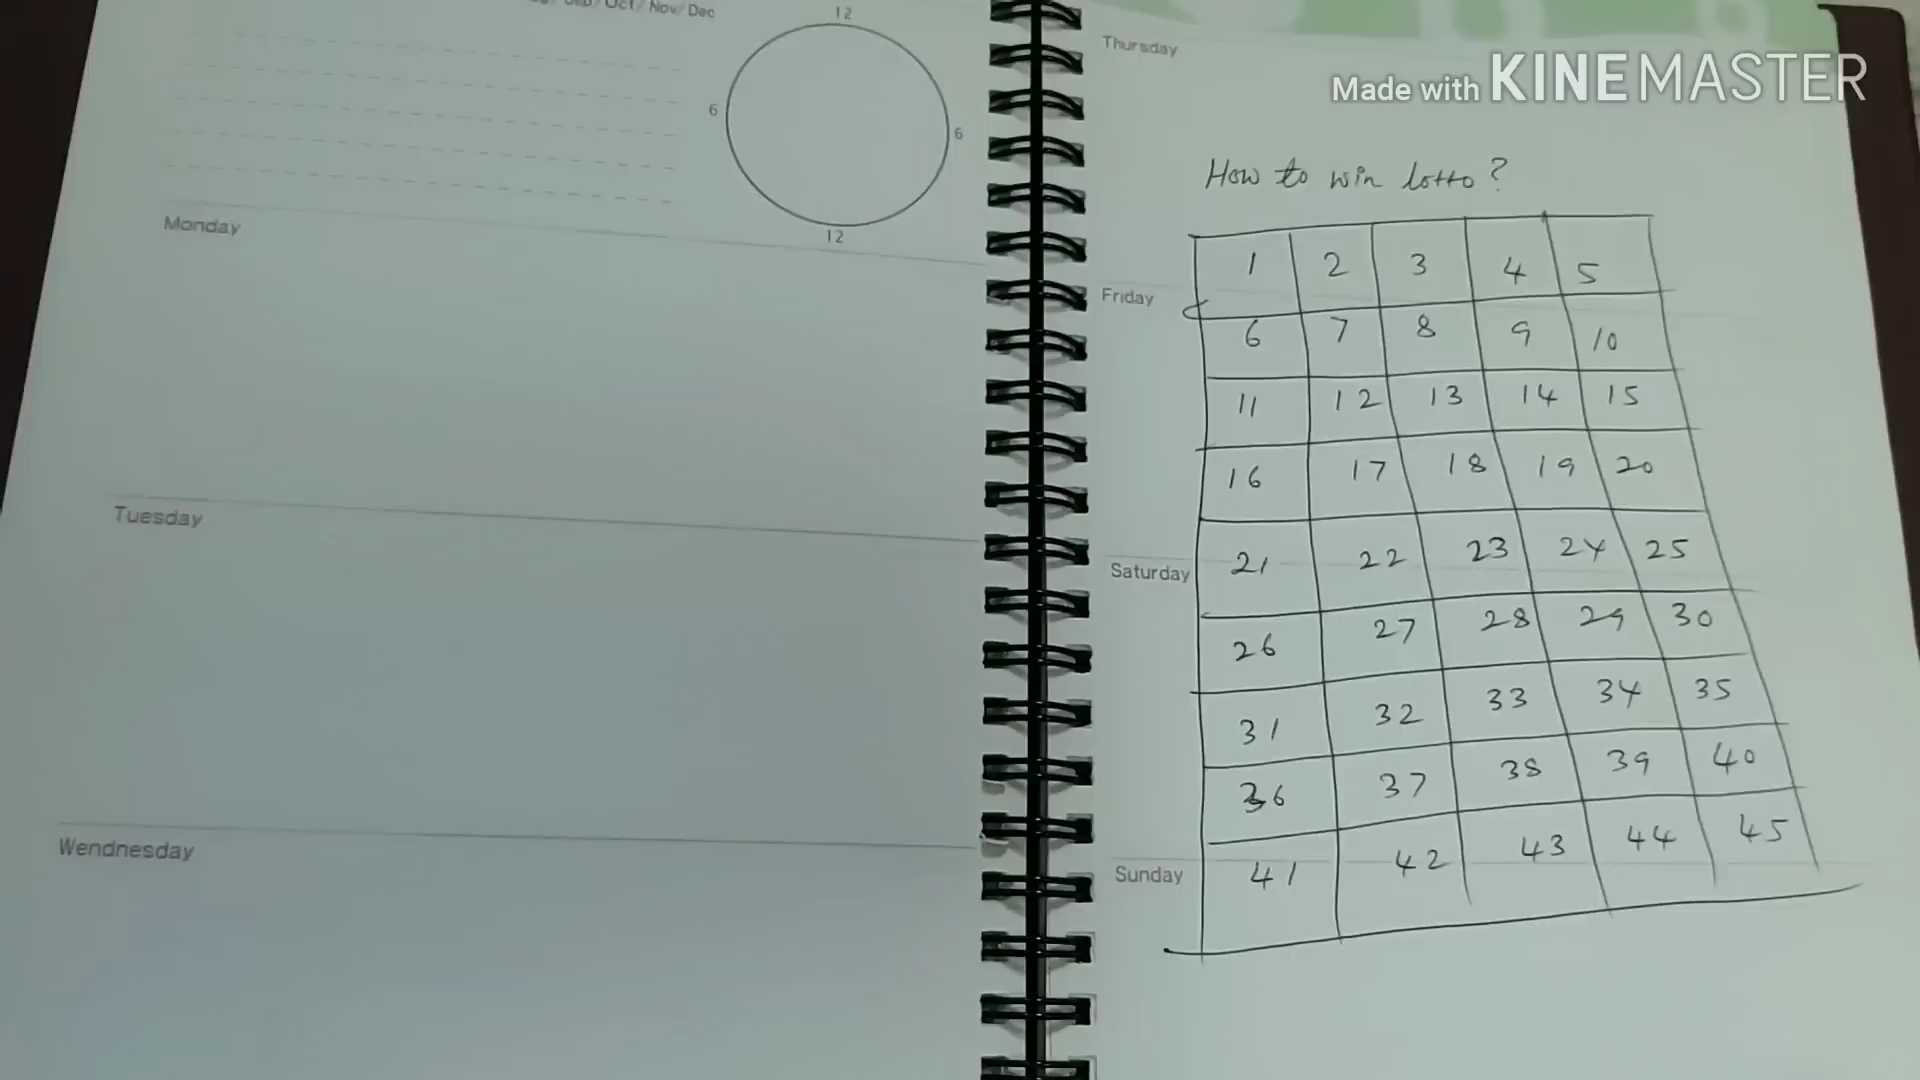 Oct / Nov / Dec
12
6
6
12
Monday
Tuesday
Wendnesday
Thursday
Made with KINEMASTER
How to win lotto?
Friday
Saturday
Sunday
1 2 3 4 5
6 7 8 9 10
11 12 13 14 15
16 17 18 19 20
21 22 23 24 25
26 27 28 29 30
31 32 33 34 35
36 37 38 39 40
41 42 43 44 45